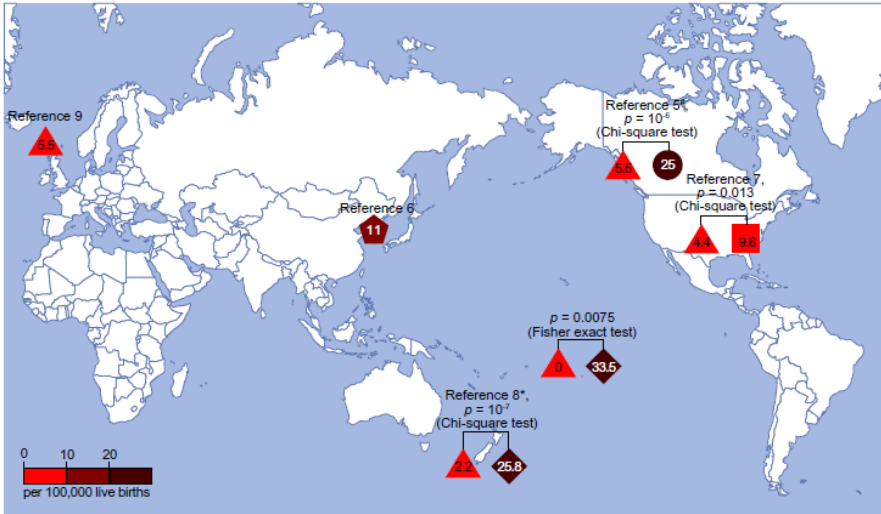 Reference 9
5.5
Reference 5*,
p = 10⁻⁶
(Chi-square test)
5.5 25
Reference 7,
p = 0.013
(Chi-square test)
4.4 9.6
Reference 6
11
p = 0.0075
(Fisher exact test)
0 33.5
Reference 8*,
p = 10⁻⁷
(Chi-square test)
2.2 25.8
0 10 20
per 100,000 live births